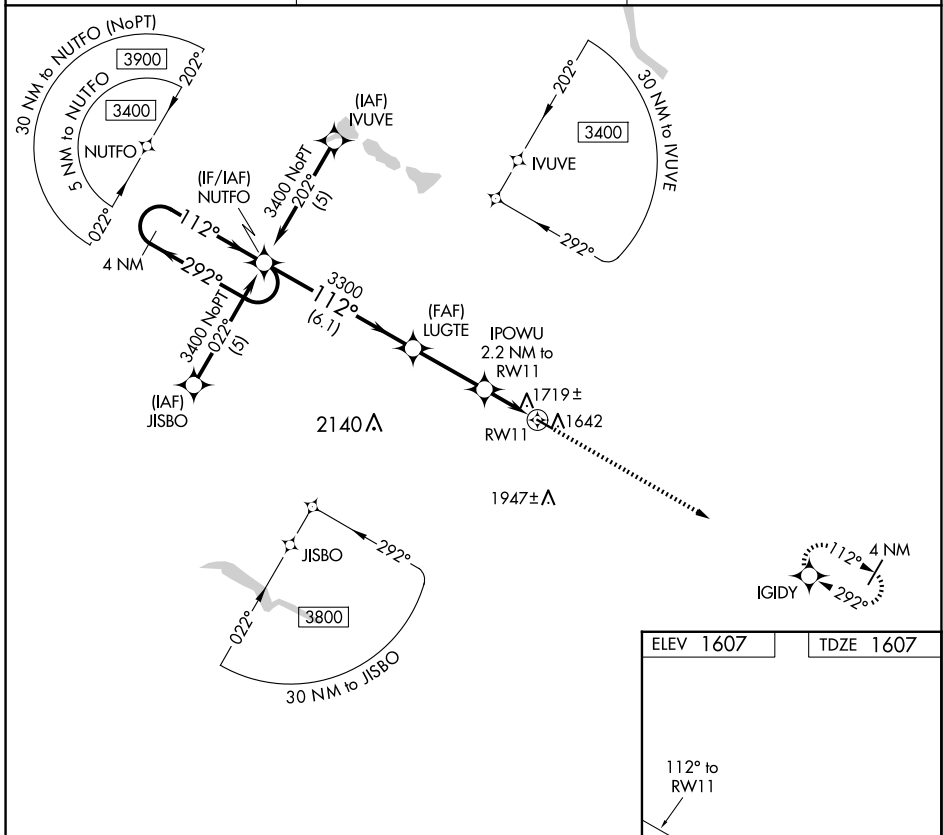 30 NM to NUTFO (NoPT)
3900
202°
5 NM to NUTFO
3400
NUTFO
022°
(IAF)
IVUVE
3400 NoPT
202°
(5)
202°
30 NM to IVUVE
3400
IVUVE
292°
(IF/IAF)
NUTFO
112°
4 NM
292°
3300
112°
(6.1)
3400 NoPT
022°
(5)
(IAF)
JISBO
(FAF)
LUGTE
IPOWU
2.2 NM to
RW11
1719±
1642
RW11
2140
1947±
JISBO
292°
022°
3800
30 NM to JISBO
112°
4 NM
IGIDY
292°
ELEV 1607
TDZE 1607
112° to
RW11